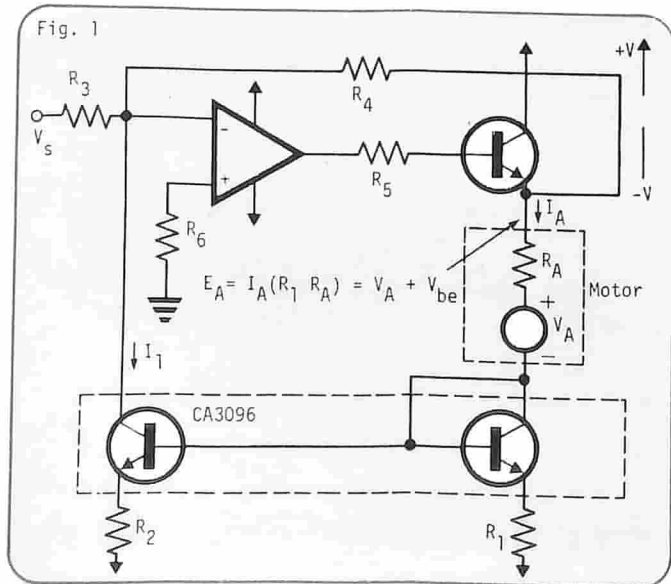 Fig. 1
+V
R3
R4
Vs
-
+
R5
-V
IA
R6
RA
EA= IA(R1 RA) = VA + Vbe
Motor
+
VA
-
I1
CA3096
R2
R1